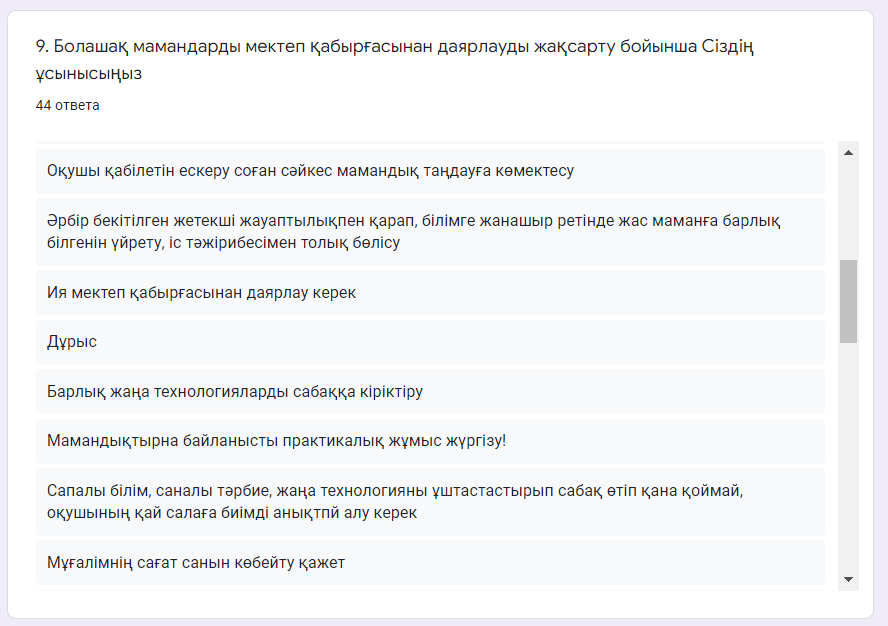 9. Болашақ мамандарды мектеп қабырғасынан даярлауды жақсарту бойынша Сіздің
ұсынысыңыз
44 ответа
Оқушы қабілетін ескеру соған сәйкес мамандық таңдауға көмектесу
Әрбір бекітілген жетекші жауаптылықпен қарап, білімге жанашыр ретінде жас маманға барлық
білгенін үйрету, іс тәжірибесімен толық бөлісу
Ия мектеп қабырғасынан даярлау керек
Дұрыс
Барлық жаңа технологияларды сабаққа кіріктіру
Мамандықтырна байланысты практикалық жұмыс жүргізу!
Сапалы білім, саналы тәрбие, жаңа технологияны ұштастастырып сабақ өтіп қана қоймай,
оқушының қай салаға биімді анықтпй алу керек
Мұғалімнің сағат санын көбейту қажет